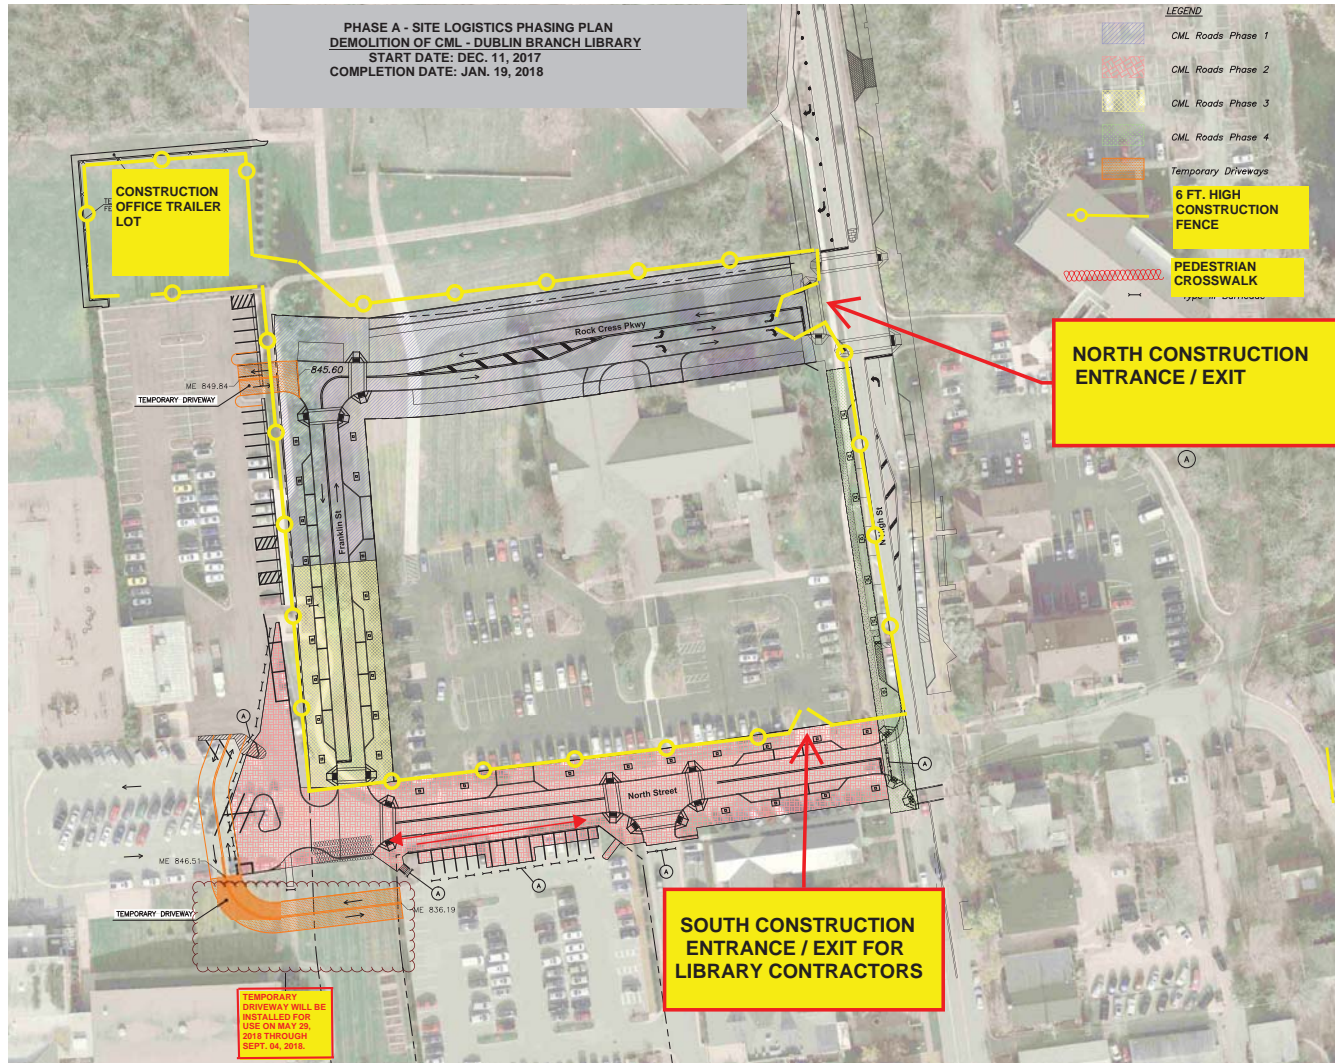 PHASE A - SITE LOGISTICS PHASING PLAN
DEMOLITION OF CML - DUBLIN BRANCH LIBRARY
START DATE: DEC. 11, 2017
COMPLETION DATE: JAN. 19, 2018
LEGEND
CML Roads Phase 1
CML Roads Phase 2
CML Roads Phase 3
CML Roads Phase 4
Temporary Driveways
6 FT. HIGH
CONSTRUCTION
FENCE
PEDESTRIAN
CROSSWALK
CONSTRUCTION
OFFICE TRAILER
LOT
Rock Cress Pkwy
NORTH CONSTRUCTION
ENTRANCE / EXIT
845.60
ME 849.84
TEMPORARY DRIVEWAY
A
Franklin St
A
A
North Street
ME 846.51
A
A
A
TEMPORARY DRIVEWAY
ME 836.19
SOUTH CONSTRUCTION
ENTRANCE / EXIT FOR
LIBRARY CONTRACTORS
TEMPORARY
DRIVEWAY WILL BE
INSTALLED FOR
USE ON MAY 29,
2018 THROUGH
SEPT. 04, 2018.